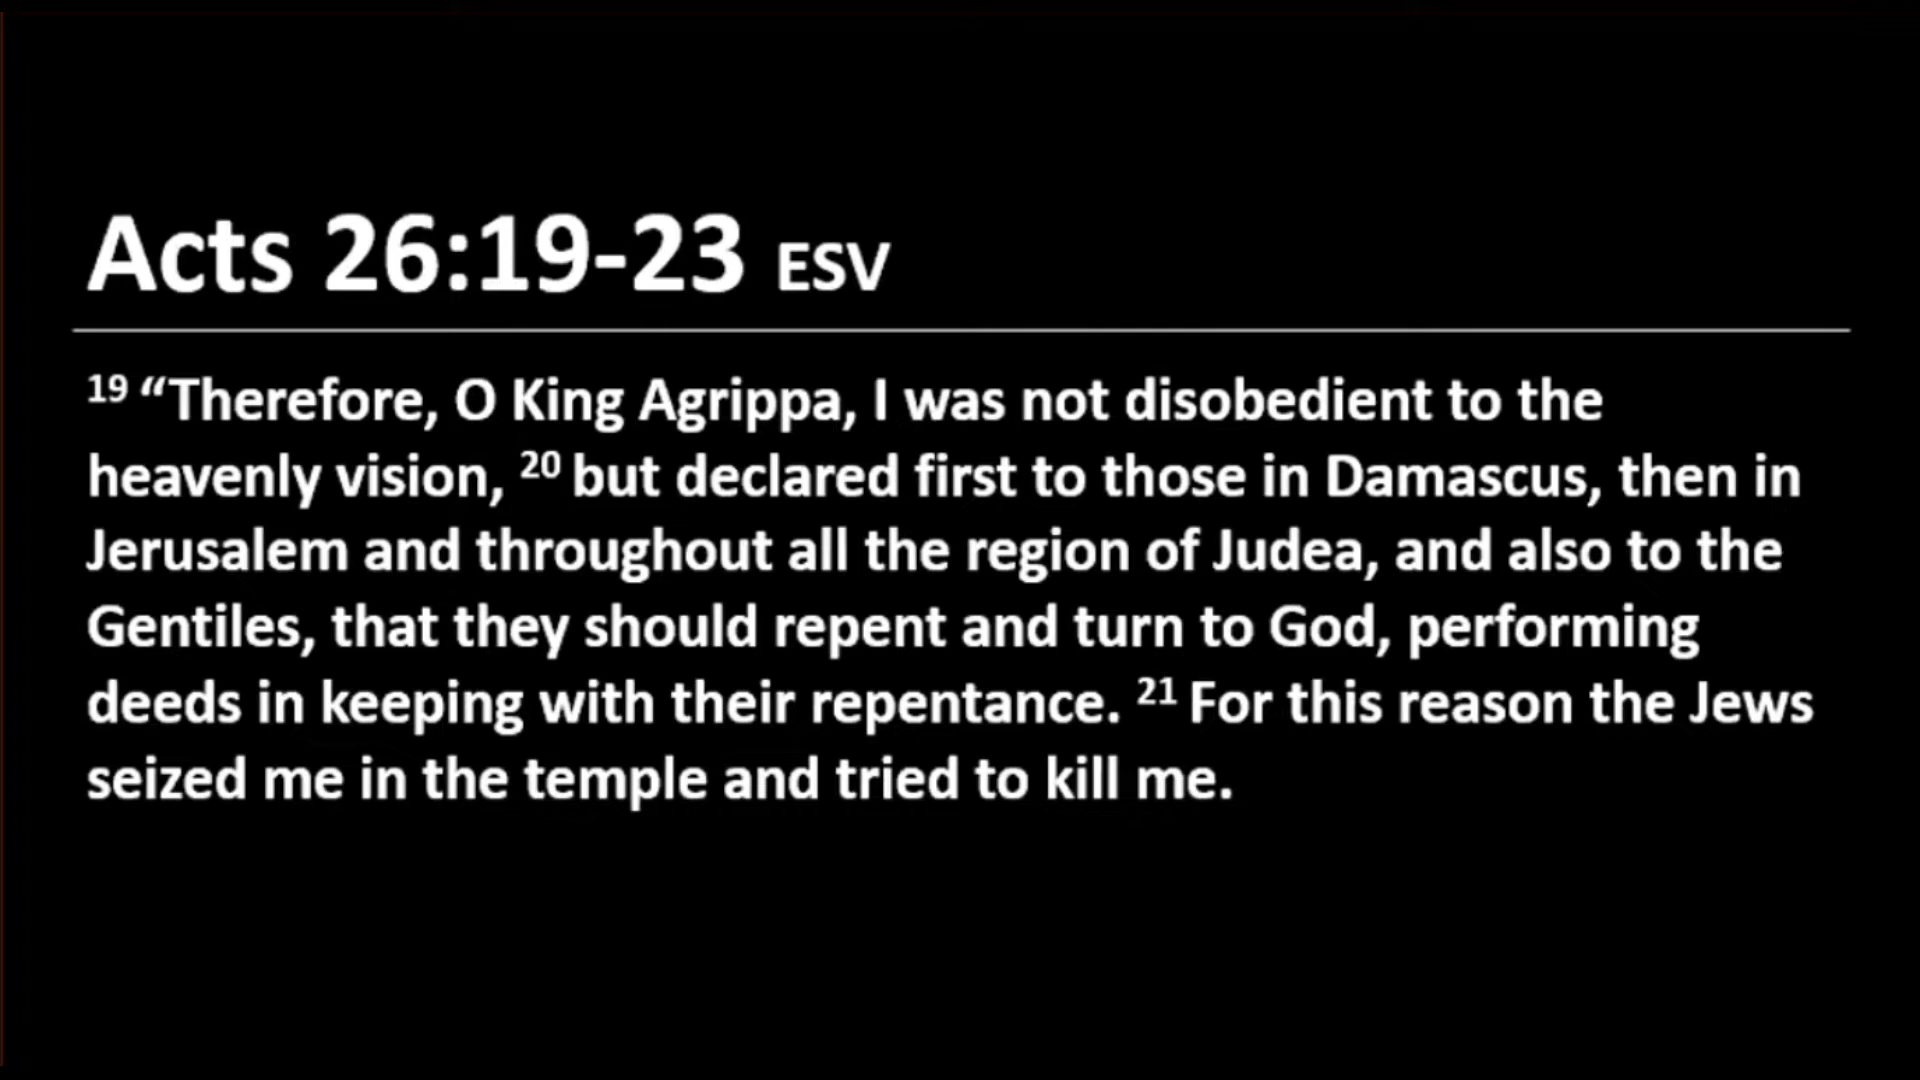 Acts 26:19-23 ESV
19 “Therefore, O King Agrippa, I was not disobedient to the
heavenly vision, 20 but declared first to those in Damascus, then in
Jerusalem and throughout all the region of Judea, and also to the
Gentiles, that they should repent and turn to God, performing
deeds in keeping with their repentance. 21 For this reason the Jews
seized me in the temple and tried to kill me.